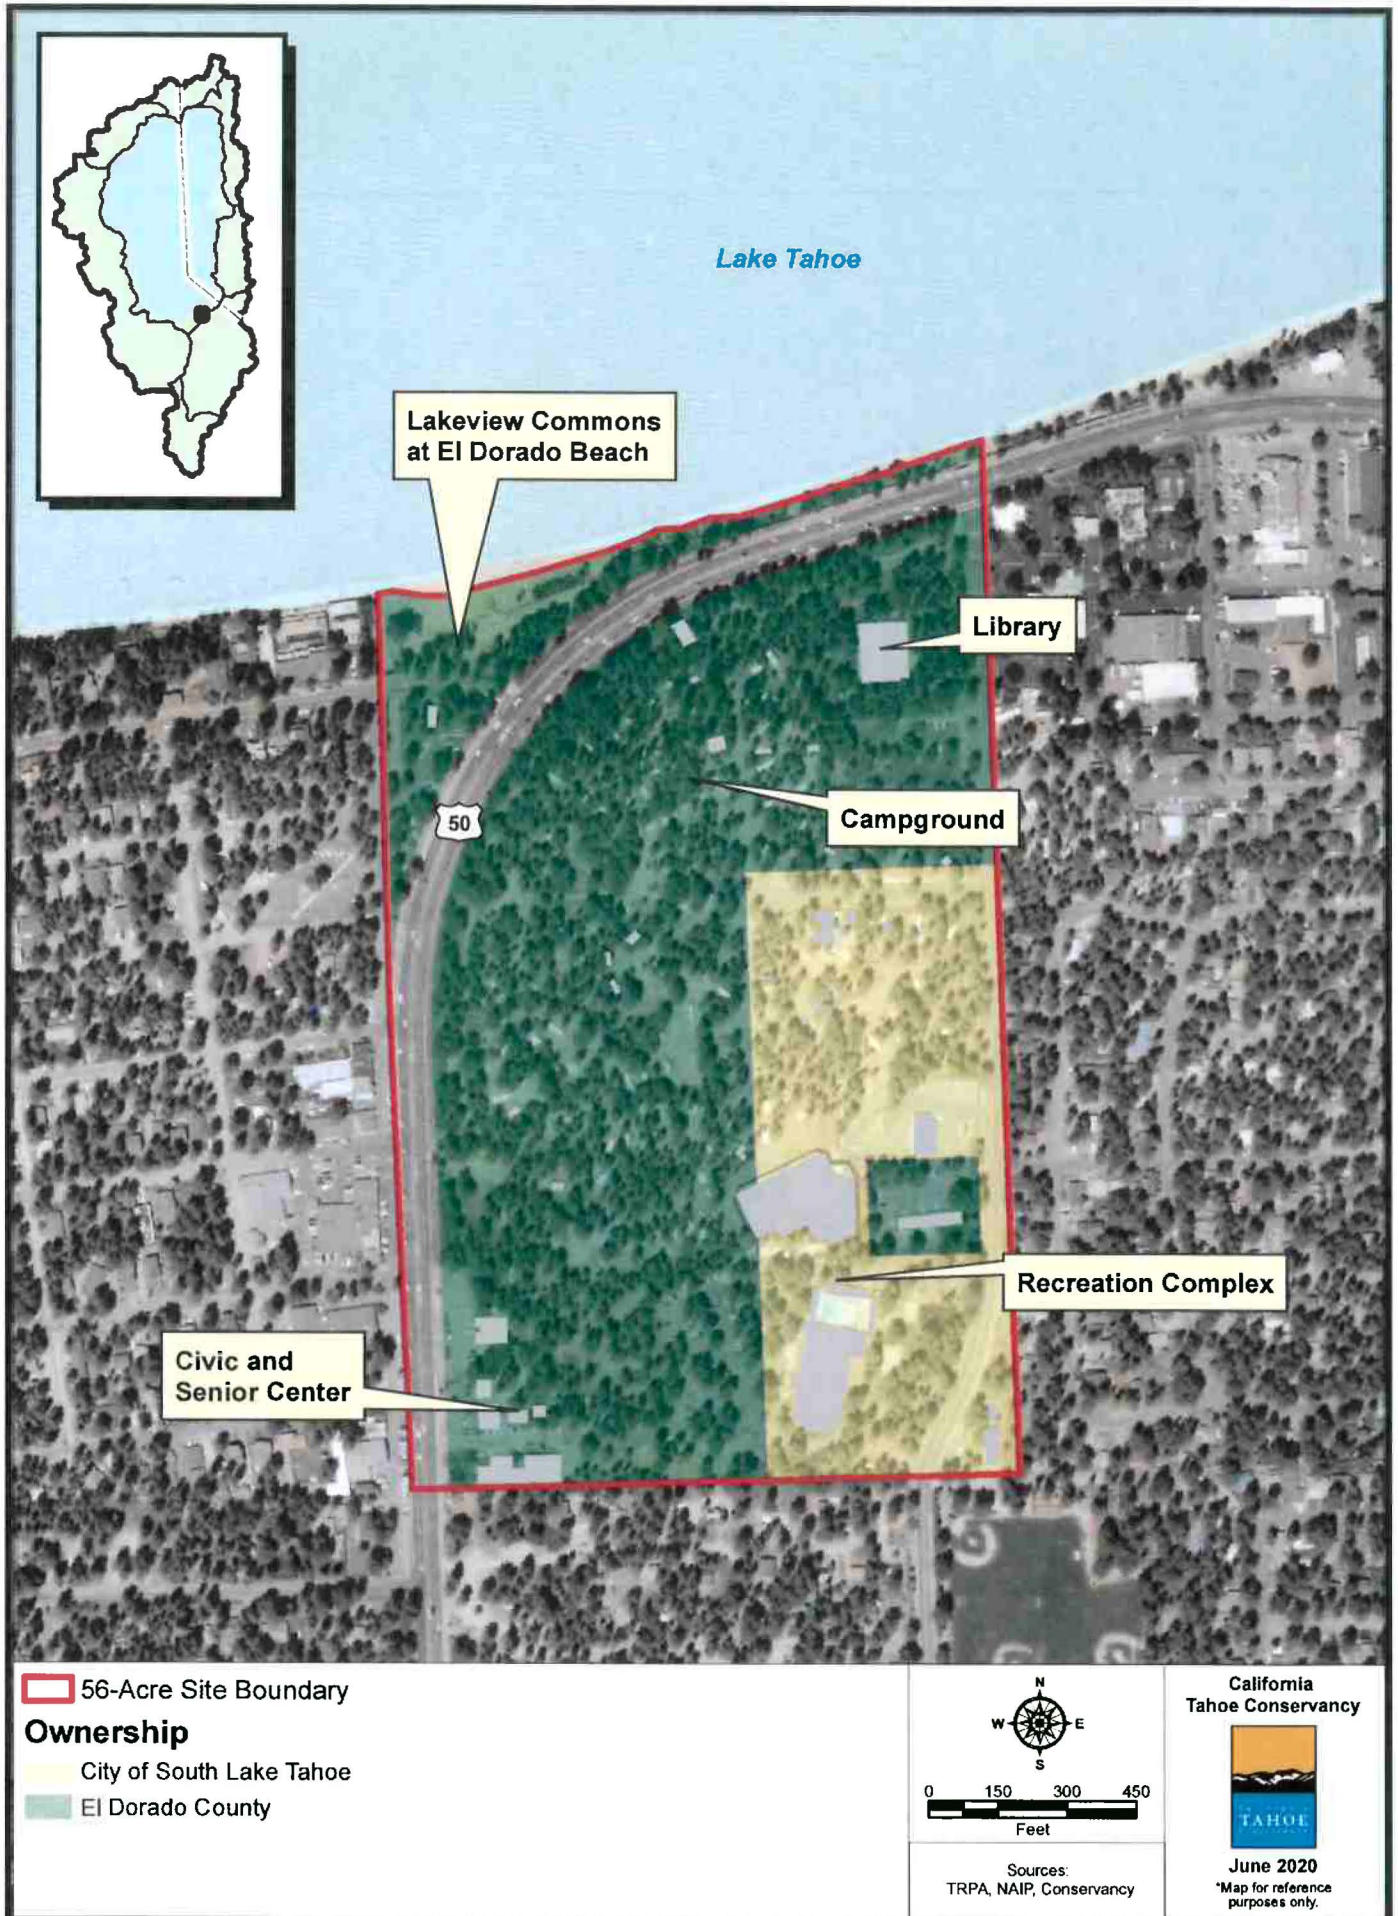 Lake Tahoe
Lakeview Commons
at El Dorado Beach
Library
Campground
50
Recreation Complex
Civic and
Senior Center
56-Acre Site Boundary
Ownership
City of South Lake Tahoe
El Dorado County
N
W
E
S
0 150 300 450
Feet
Sources:
TRPA, NAIP, Conservancy
California
Tahoe Conservancy
TAHOE
June 2020
*Map for reference
purposes only.